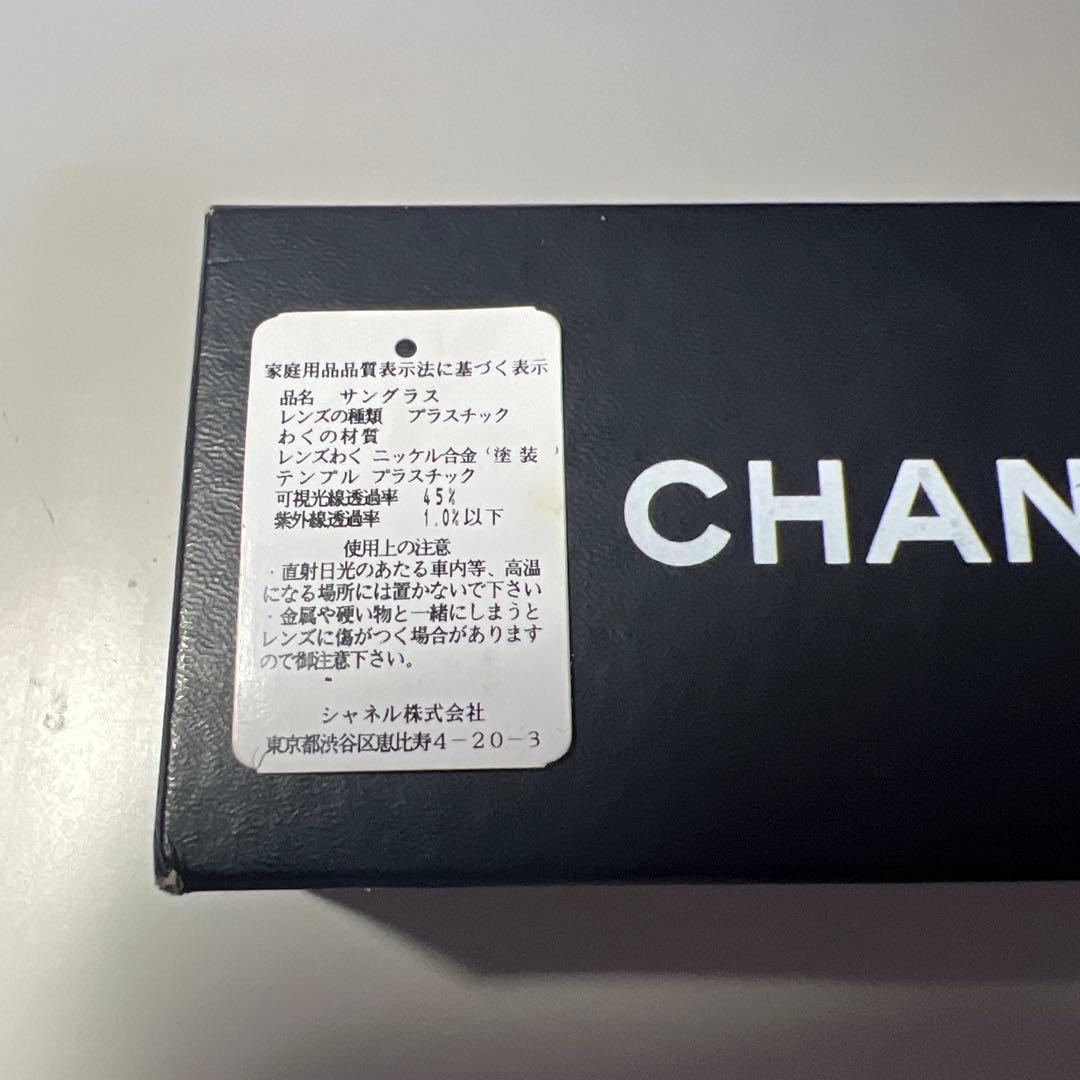 家庭用品品質表示法に基づく表示
品名 サングラス
レンズの種類 プラスチック
わくの材質
レンズわく ニッケル合金(塗装)
テンプル プラスチック
可視光線透過率 45%
紫外線透過率 1.0%以下
使用上の注意
・直射日光のあたる車内等、高温
になる場所には置かないで下さい
・金属や硬い物と一緒にしまうと
レンズに傷がつく場合があります
ので御注意下さい。
シャネル株式会社
東京都渋谷区恵比寿4-20-3
CHAN